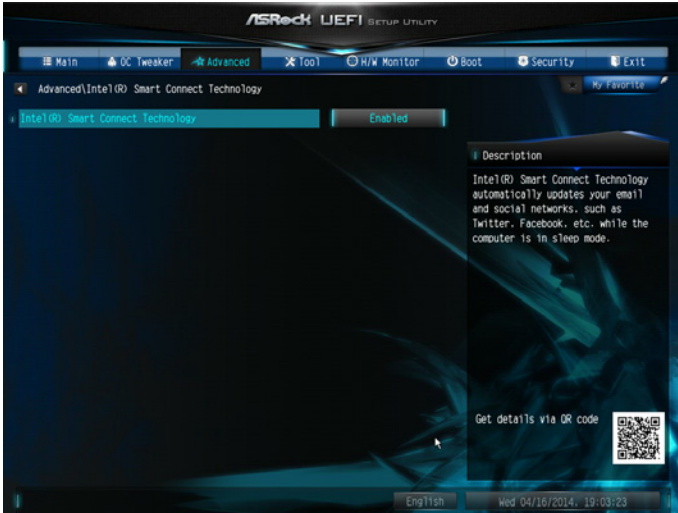 ASRock UEFI SETUP UTILITY
Main OC Tweaker Advanced Tool H/W Monitor Boot Security Exit
My Favorite
Advanced\Intel(R) Smart Connect Technology
Intel(R) Smart Connect Technology Enabled
Description
Intel(R) Smart Connect Technology
automatically updates your email
and social networks, such as
Twitter, Facebook, etc. while the
computer is in sleep mode.
Get details via QR code
English Wed 04/16/2014, 19:03:23